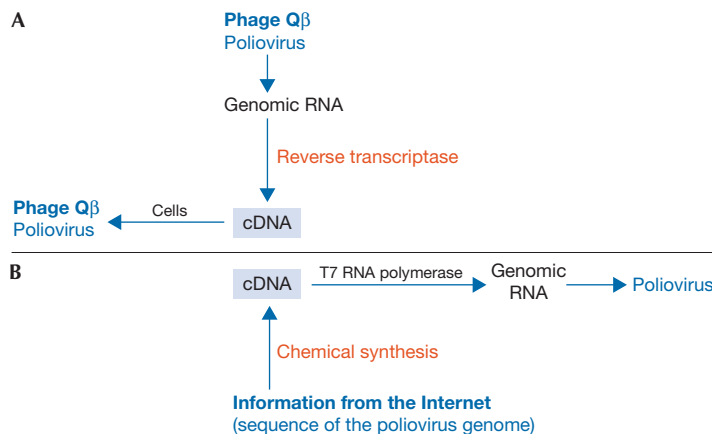 A
Phage Qβ
Poliovirus
Genomic RNA
Reverse transcriptase
Phage Qβ
Poliovirus
Cells
cDNA
B
cDNA
T7 RNA polymerase
Genomic
RNA
Poliovirus
Chemical synthesis
Information from the Internet
(sequence of the poliovirus genome)